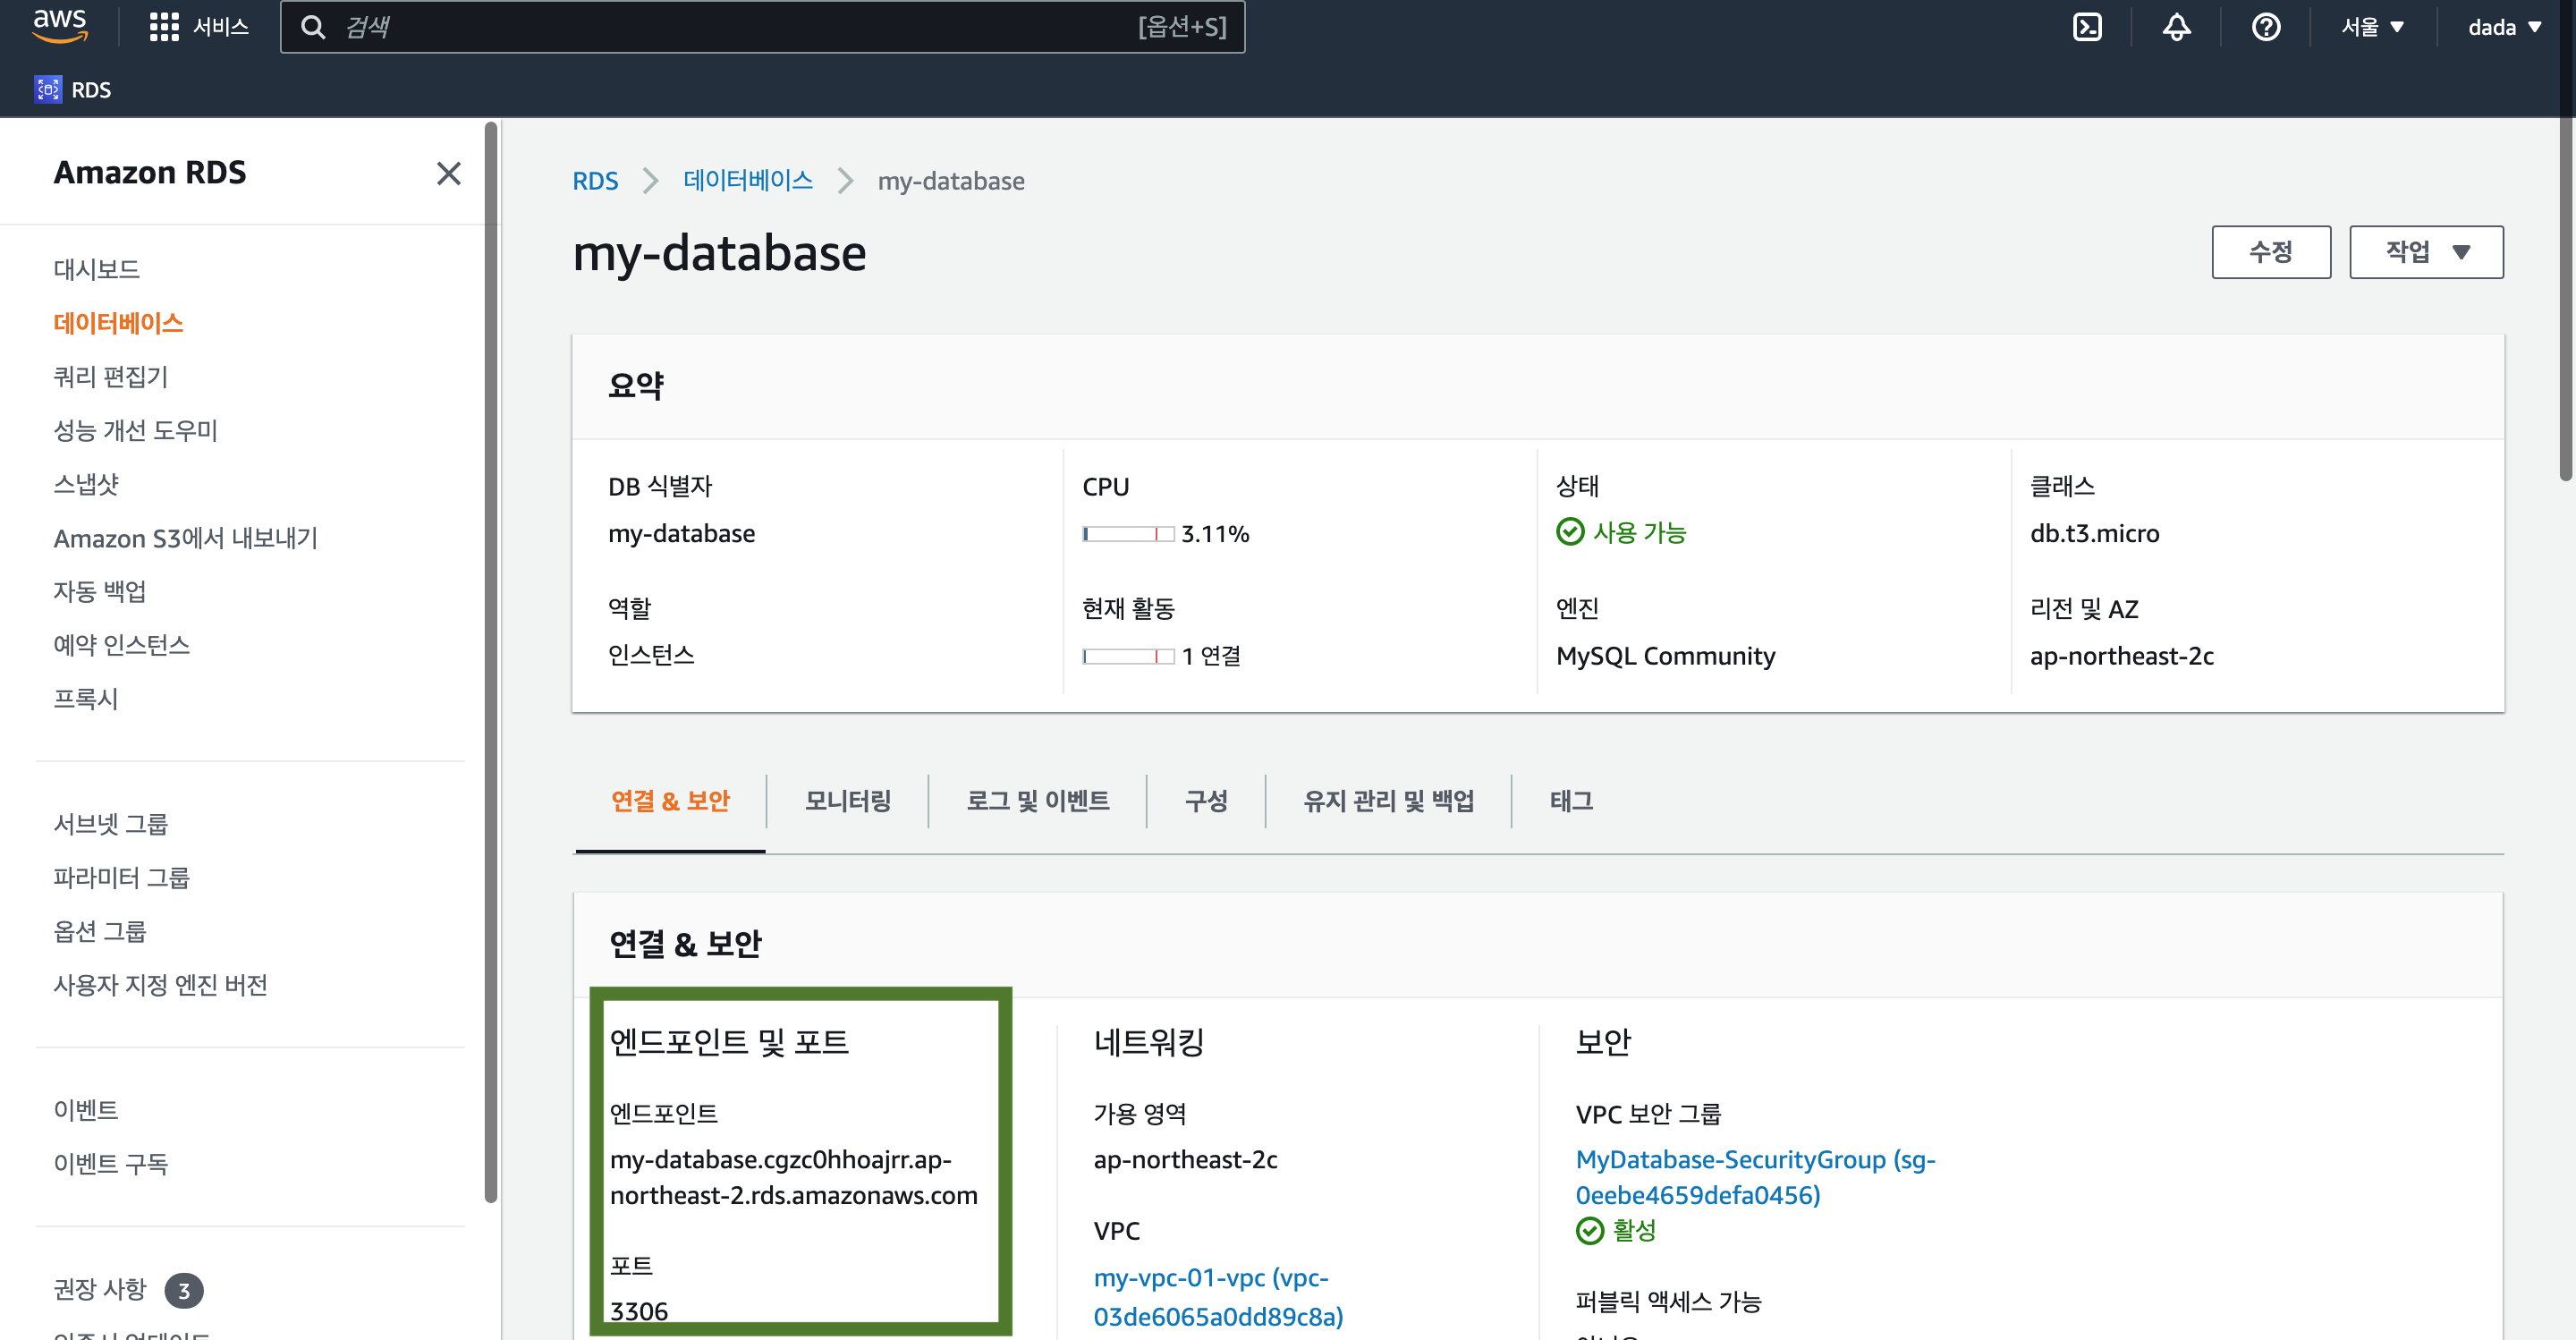 aws
서비스
검색
[옵션+S]
서울 ▼
dada ▼
RDS
Amazon RDS
대시보드
데이터베이스
쿼리 편집기
성능 개선 도우미
스냅샷
Amazon S3에서 내보내기
자동 백업
예약 인스턴스
프록시
서브넷 그룹
파라미터 그룹
옵션 그룹
사용자 지정 엔진 버전
이벤트
이벤트 구독
권장 사항 3
RDS > 데이터베이스 > my-database
my-database
수정
작업 ▼
요약
DB 식별자
my-database
CPU
3.11%
상태
사용 가능
클래스
db.t3.micro
역할
인스턴스
현재 활동
1 연결
엔진
MySQL Community
리전 및 AZ
ap-northeast-2c
연결 & 보안
모니터링
로그 및 이벤트
구성
유지 관리 및 백업
태그
연결 & 보안
엔드포인트 및 포트
엔드포인트
my-database.cgzc0hhoajrr.ap-
northeast-2.rds.amazonaws.com
포트
3306
네트워킹
가용 영역
ap-northeast-2c
VPC
my-vpc-01-vpc (vpc-
03de6065a0dd89c8a)
보안
VPC 보안 그룹
MyDatabase-SecurityGroup (sg-
0eebe4659defa0456)
활성
퍼블릭 액세스 가능